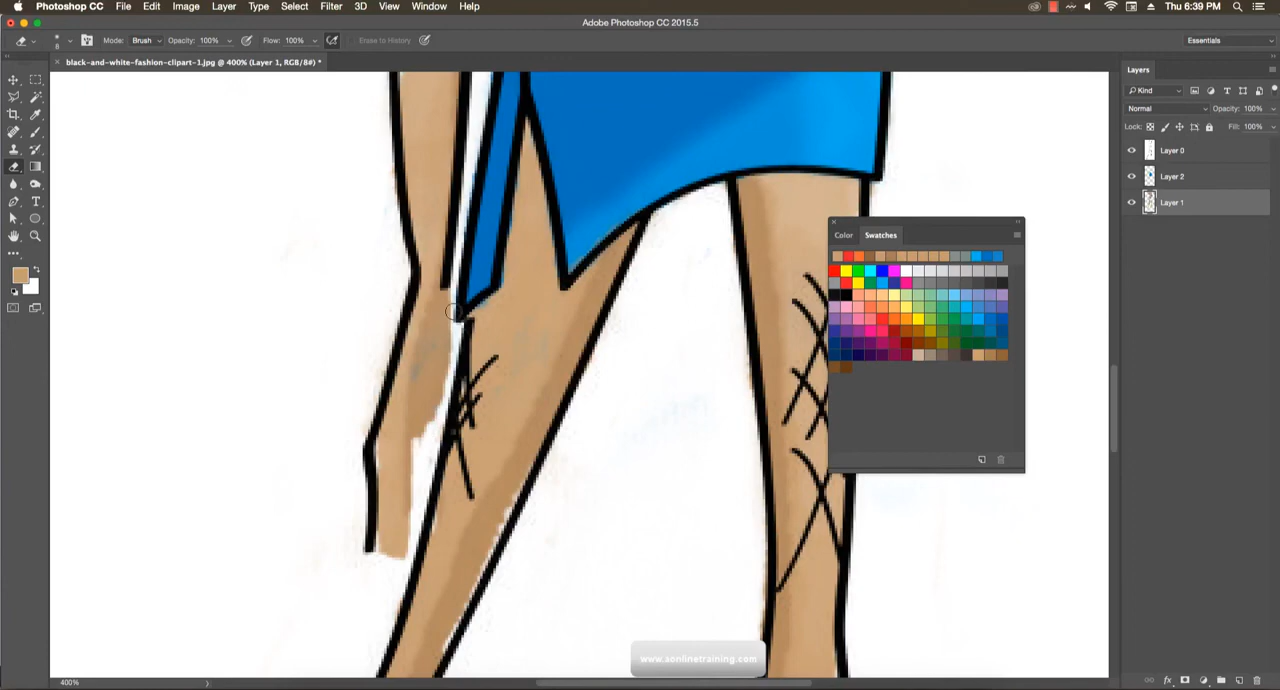 Photoshop CC File Edit Image Layer Type Select Filter 3D View Window Help Thu 6:39 PM
Adobe Photoshop CC 2015.5
8 Mode: Brush Opacity: 100% Flow: 100% Erase to History Essentials
× black-and-white-fashion-clipart-1.jpg @ 400% (Layer 1, RGB/8#) *
Layers
Kind
Normal Opacity: 100%
Lock: Fill: 100%
Layer 0
Layer 2
Layer 1
Color Swatches
www.sonlinetraining.com
400%